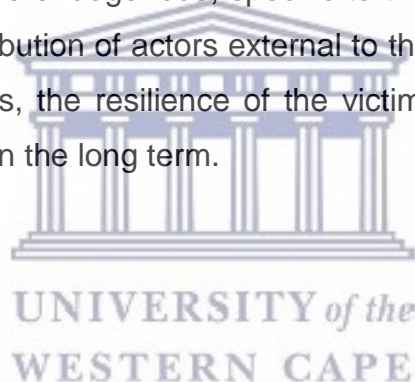 bution of actors external to th
s, the resilience of the victim
n the long term.
UNIVERSITY of the
WESTERN CAPE